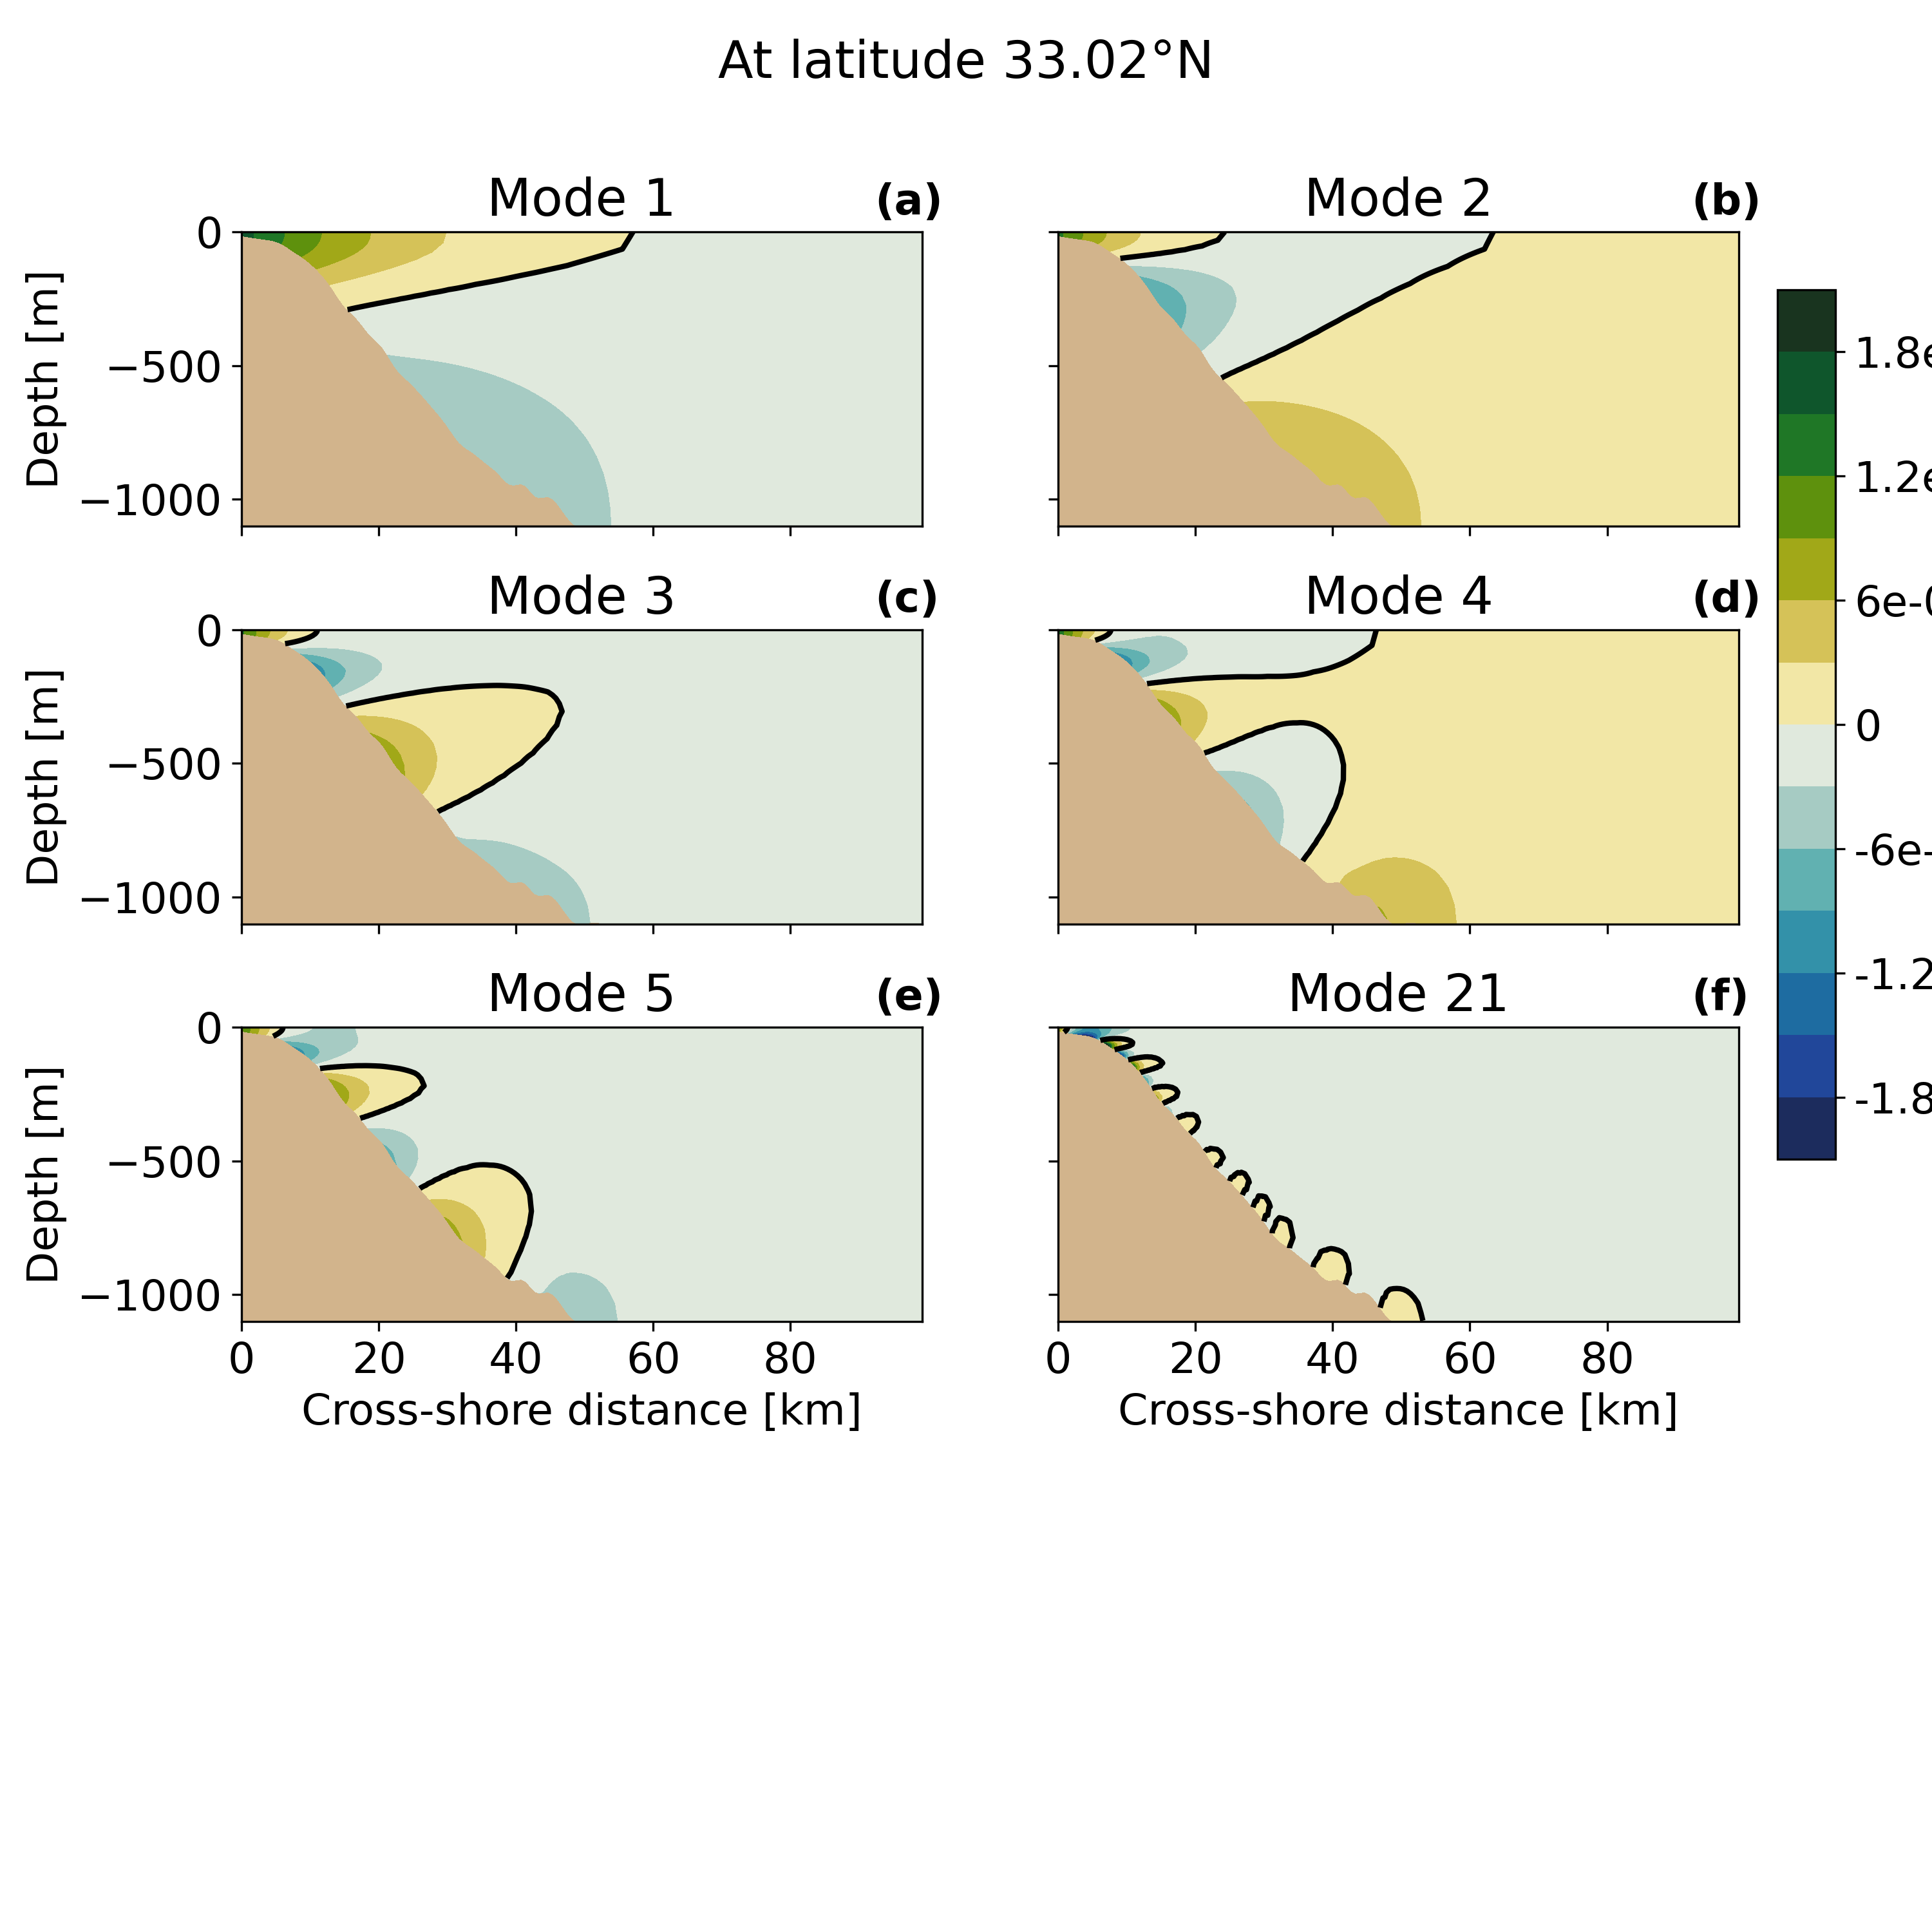 At latitude 33.02°N
Mode 1 (a)
Mode 2 (b)
0
−500
−1000
Depth [m]
Mode 3 (c)
Mode 4 (d)
0
−500
−1000
Depth [m]
Mode 5 (e)
Mode 21 (f)
0
−500
−1000
Depth [m]
0 20 40 60 80
Cross-shore distance [km]
0 20 40 60 80
Cross-shore distance [km]
1.8e
1.2e
6e-0
0
-6e-
-1.2
-1.8